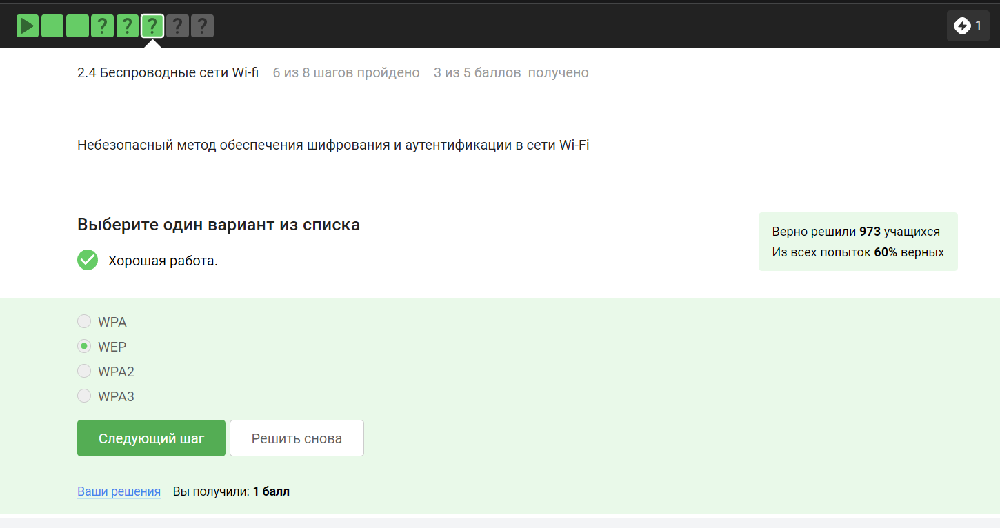 ? ? ? ? ? 1
2.4 Беспроводные сети Wi-fi 6 из 8 шагов пройдено 3 из 5 баллов получено
Небезопасный метод обеспечения шифрования и аутентификации в сети Wi-Fi
Выберите один вариант из списка
Хорошая работа.
Верно решили 973 учащихся
Из всех попыток 60% верных
WPA
WEP
WPA2
WPA3
Следующий шаг Решить снова
Ваши решения Вы получили: 1 балл